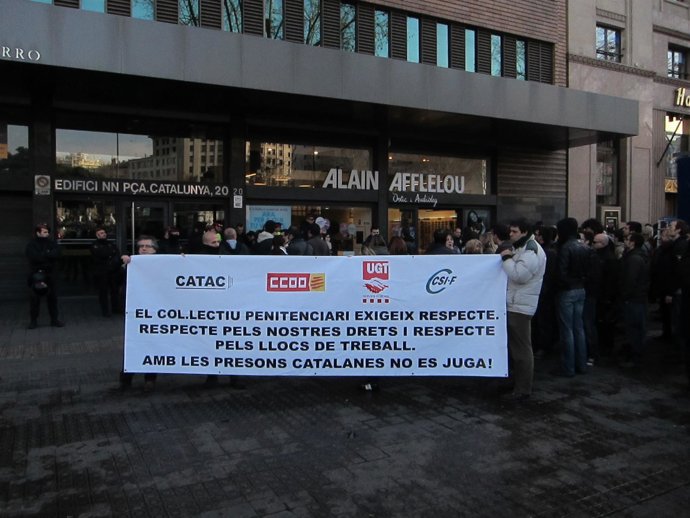 RRO
EDIFICI NN PÇA.CATALUNYA, 20
20
ALAIN AFFLELOU
Optic i Audiòleg
CATAC
CCOO
UGT
CSI-F
EL COL.LECTIU PENITENCIARI EXIGEIX RESPECTE.
RESPECTE PELS NOSTRES DRETS I RESPECTE
PELS LLOCS DE TREBALL.
AMB LES PRESONS CATALANES NO ES JUGA!